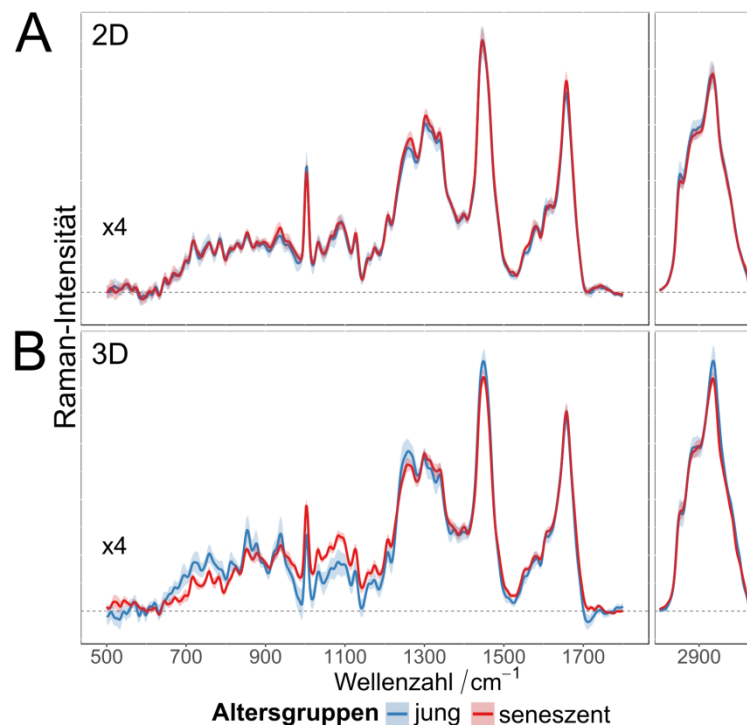 A
2D
x4
B
3D
x4
Raman-Intensität
500 700 900 1100 1300 1500 1700 2900
Wellenzahl /cm⁻¹
Altersgruppen jung seneszent